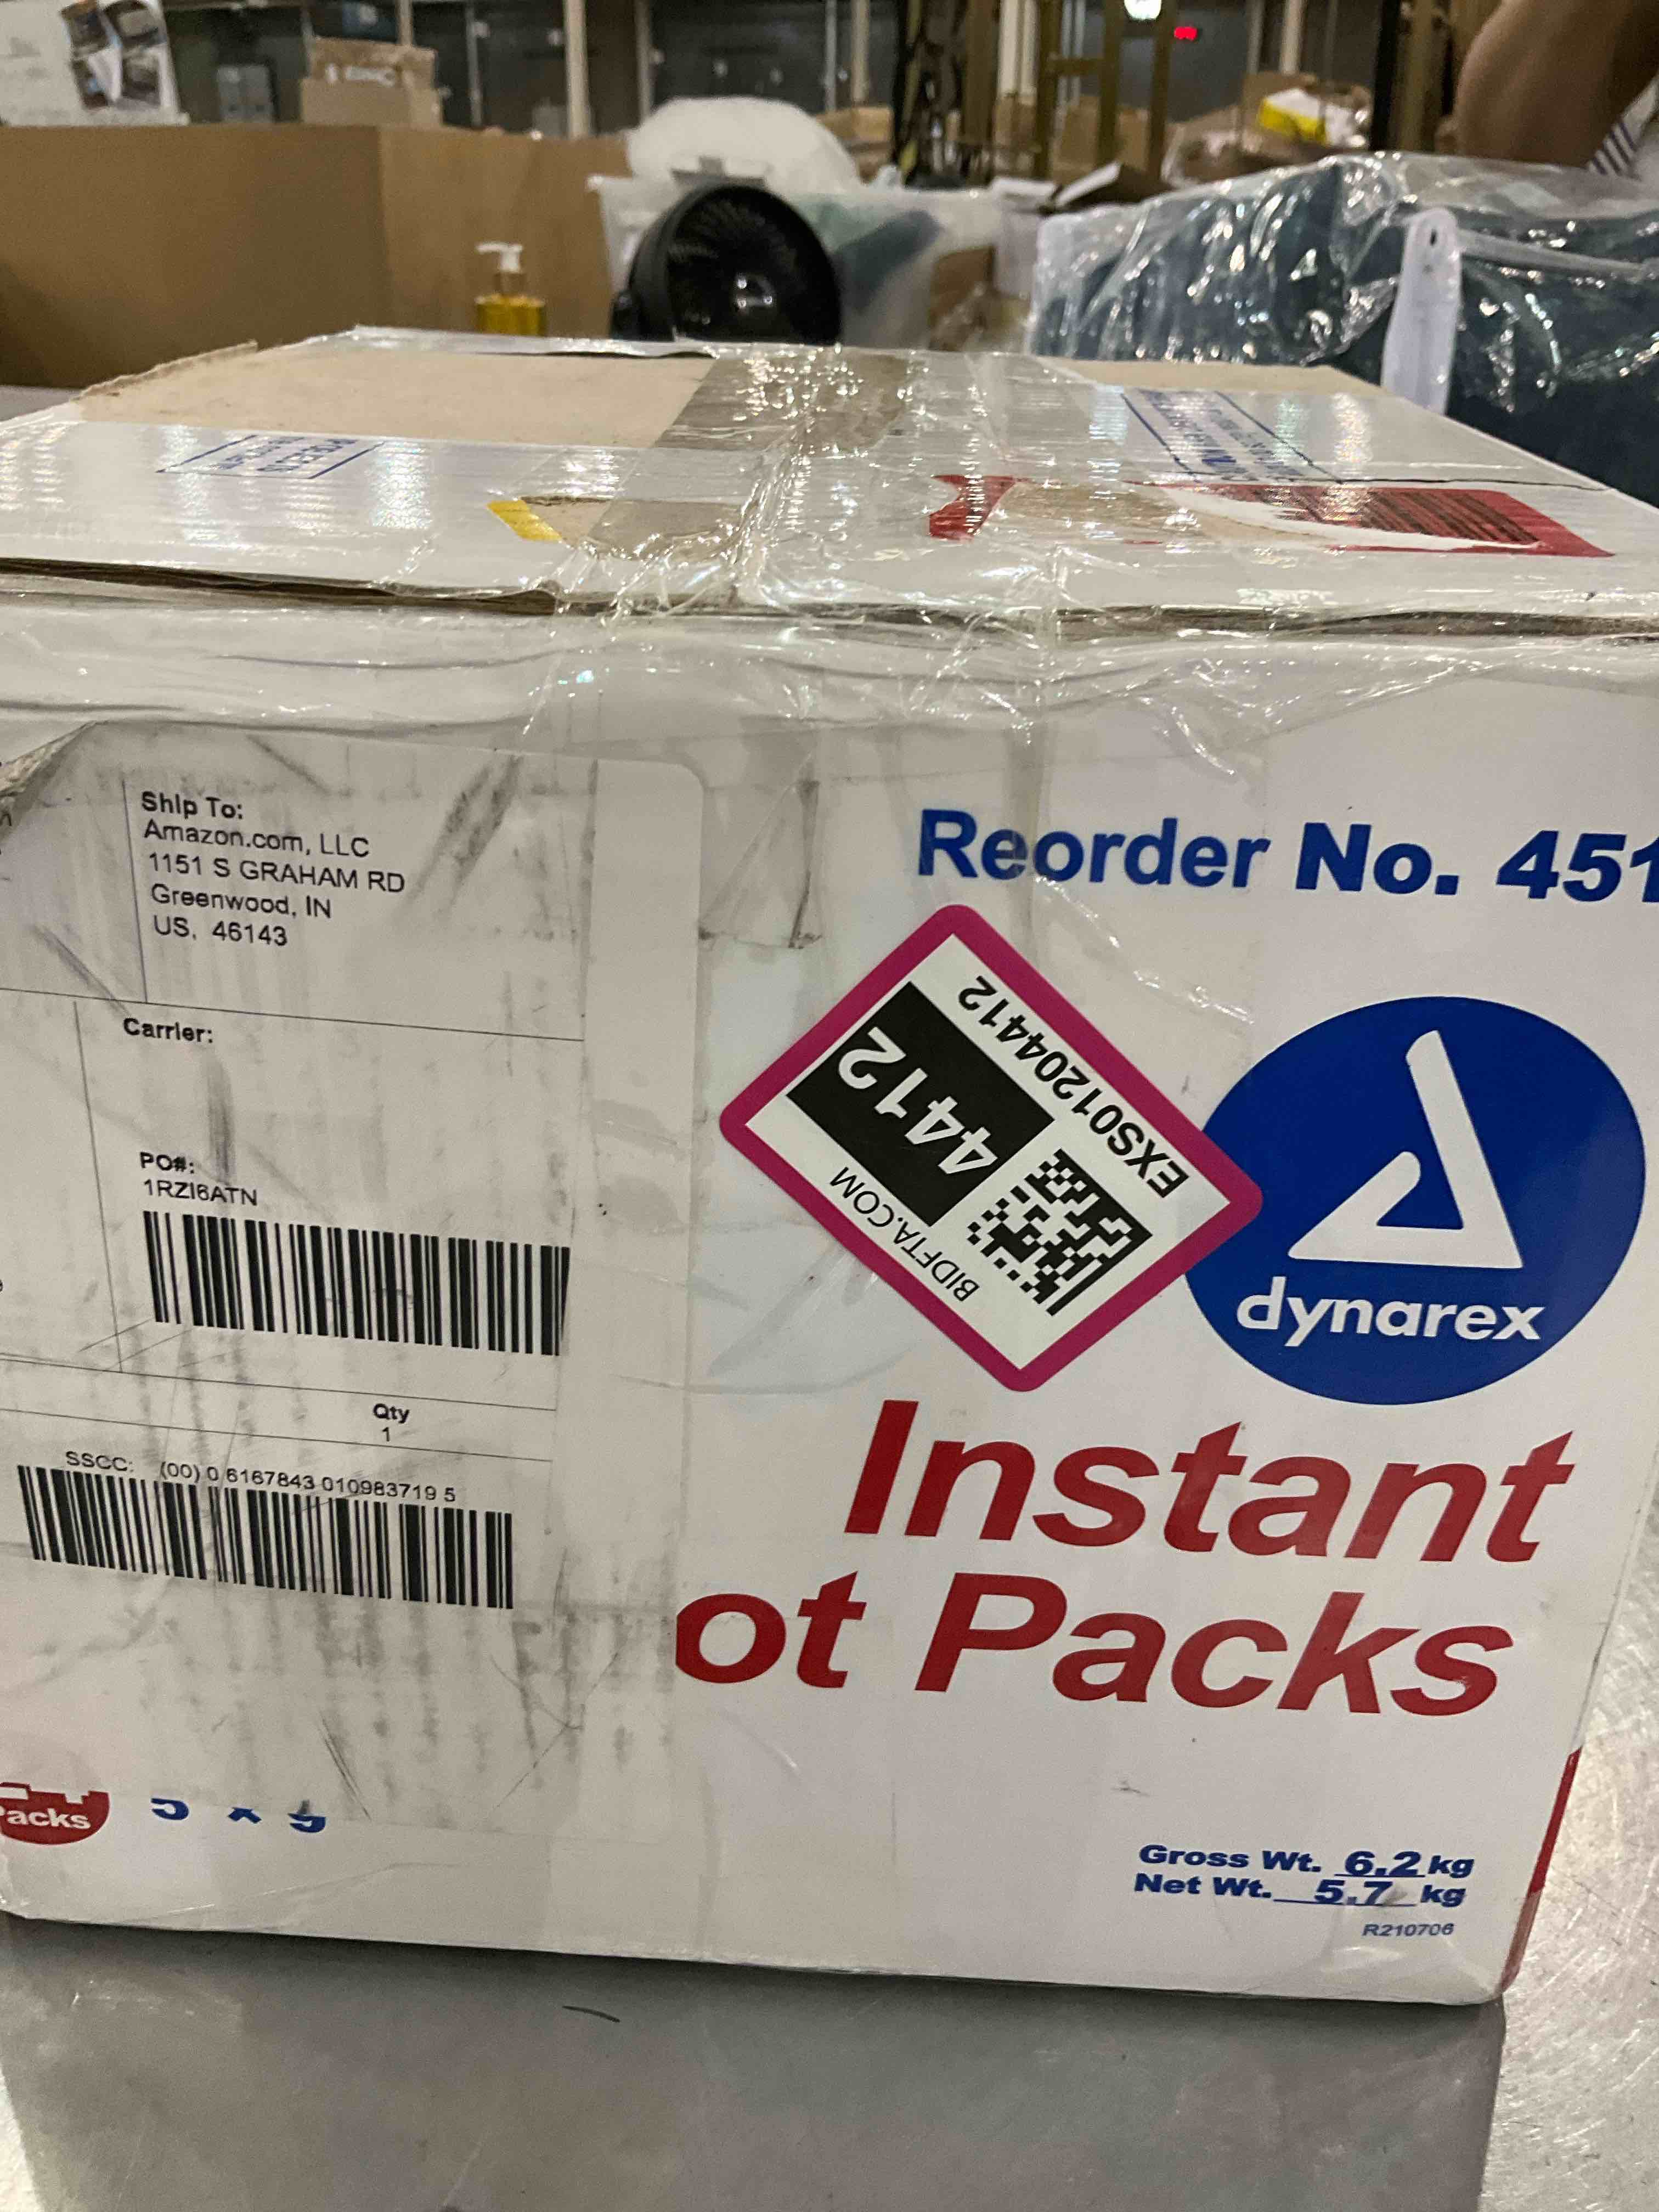 Ship To:
Amazon.com, LLC
1151 S GRAHAM RD
Greenwood, IN
US, 46143
Carrier:
PO#:
1RZI6ATN
Qty
1
SSCC: (00) 0 6167843 010983719 5
Reorder No. 451
EXS01204412
4412
BIDFTA.COM
dynarex
Instant
ot Packs
Packs
Gross Wt. 6.2 kg
Net Wt. 5.7 kg
R210706